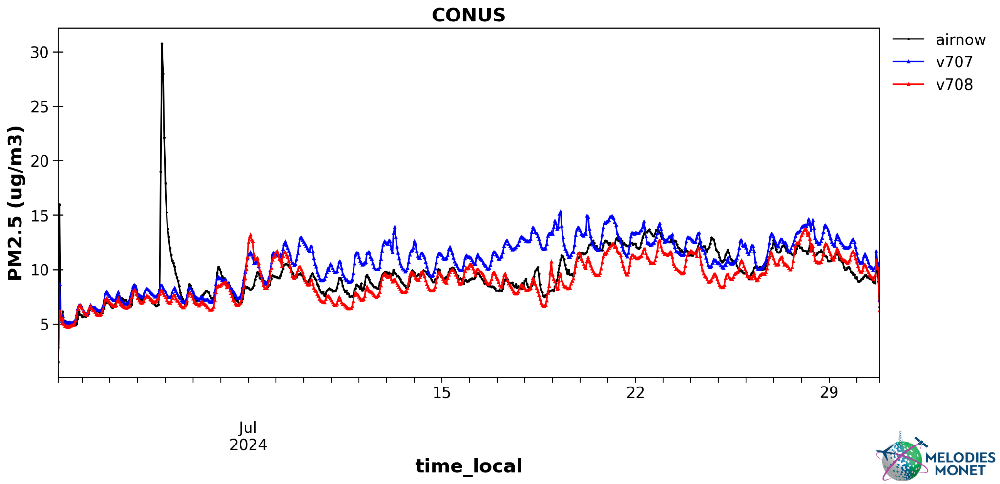 CONUS
airnow
v707
v708
PM2.5 (ug/m3)
30
25
20
15
10
5
15
22
29
Jul
2024
time_local
MELODIES
MONET